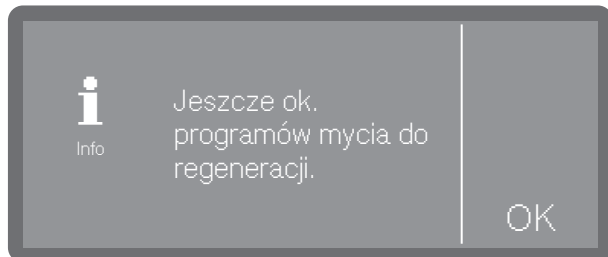 Info
Jeszcze ok.
programów mycia do
regeneracji.
OK